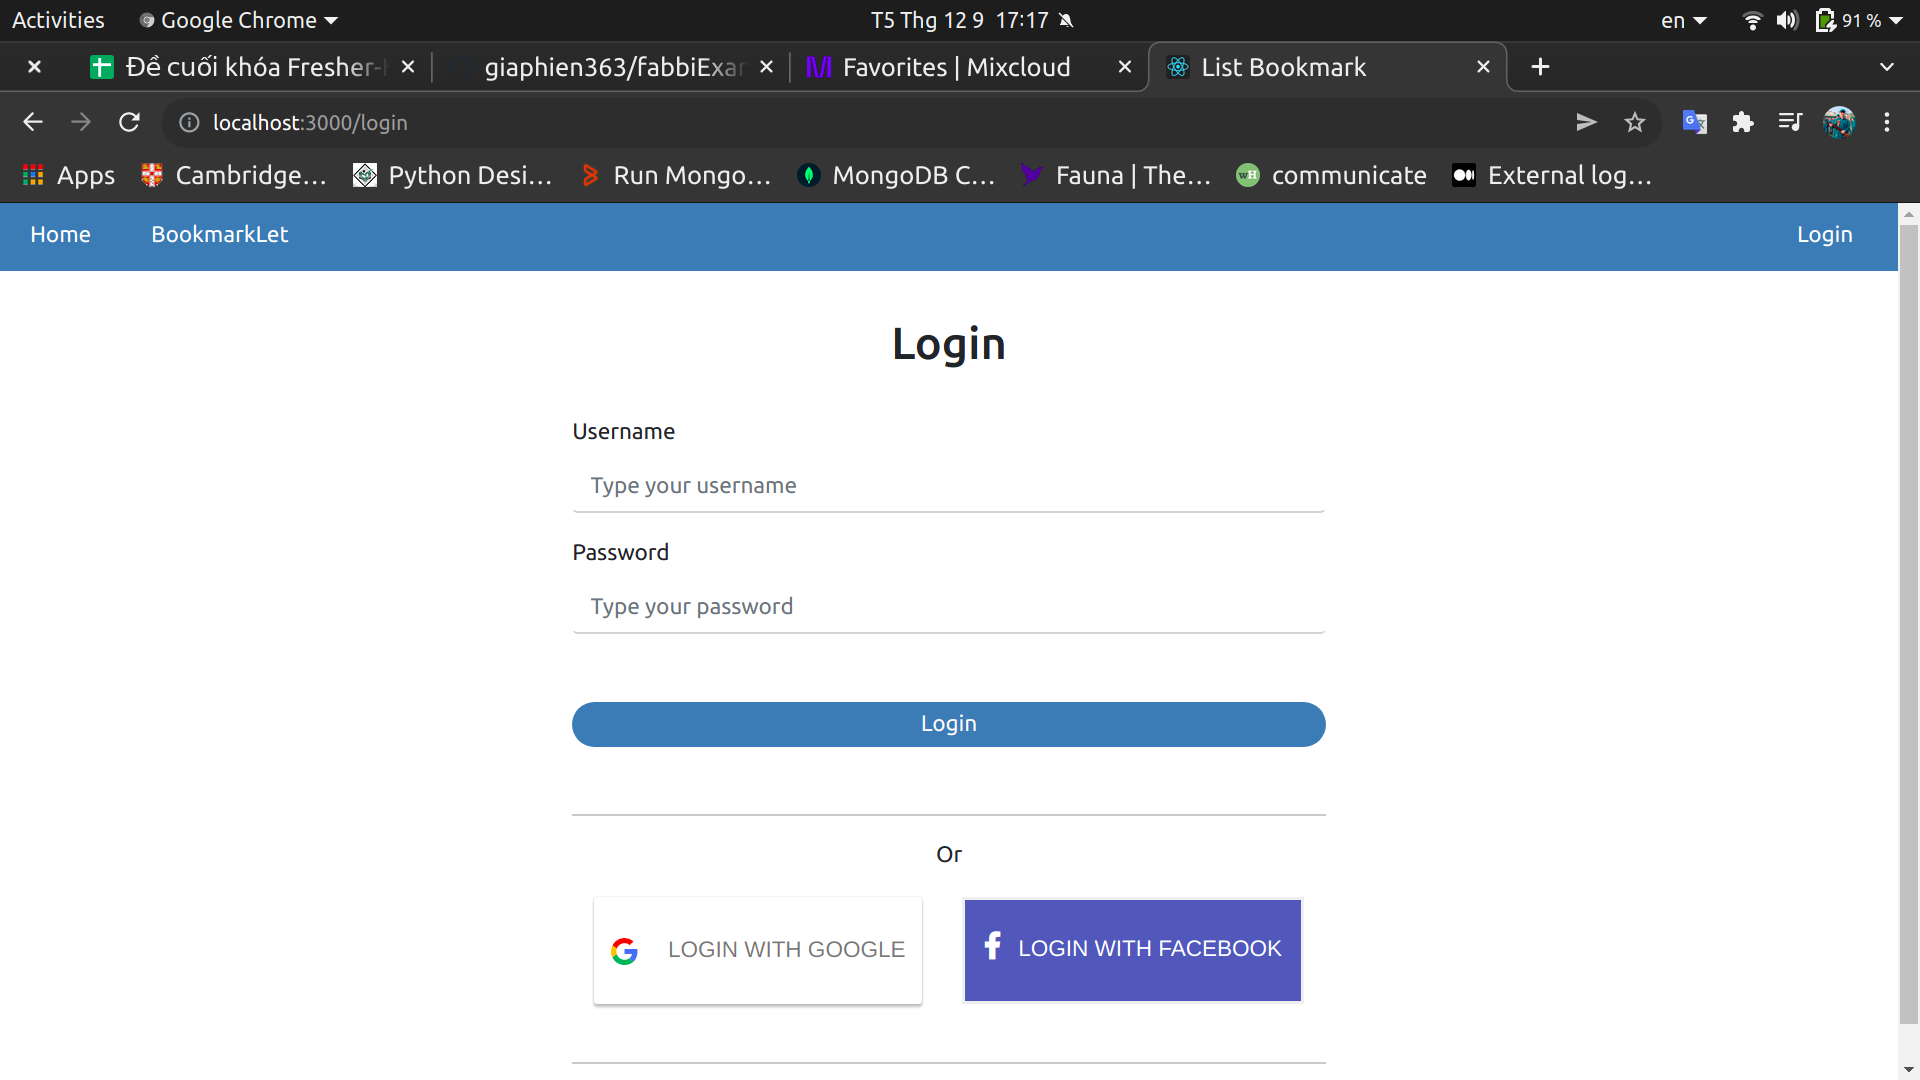 Activities Google Chrome T5 Thg 12 9 17:17 en 91 %
Đề cuối khóa Fresher- giaphien363/fabbiExar Favorites | Mixcloud List Bookmark
localhost:3000/login
Apps Cambridge... Python Desi... Run Mongo... MongoDB C... Fauna | The... communicate External log...
Home BookmarkLet Login
Login
Username
Type your username
Password
Type your password
Login
Or
LOGIN WITH GOOGLE LOGIN WITH FACEBOOK